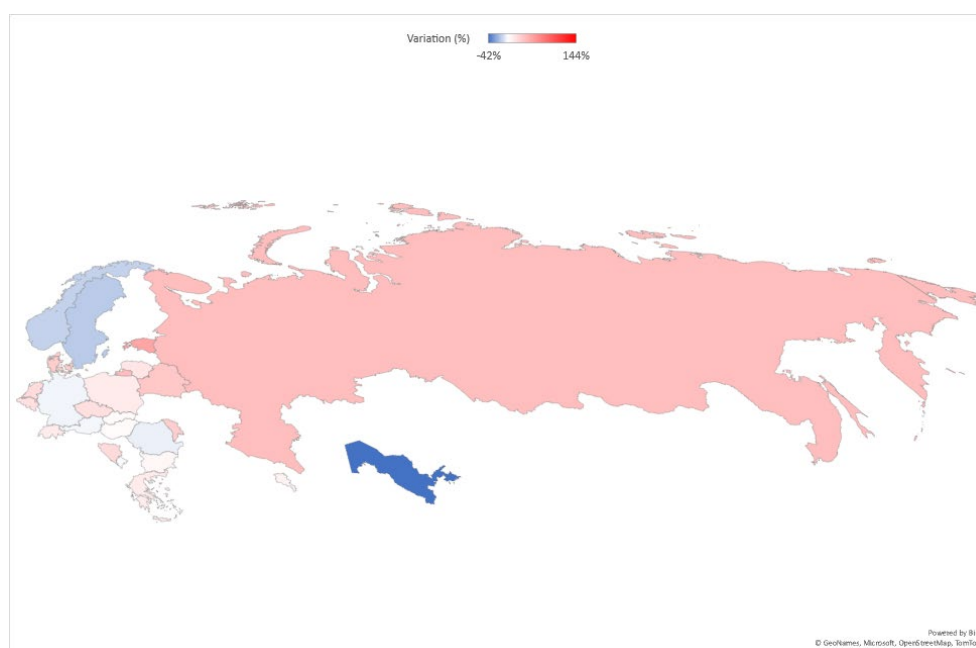 Variation (%)
-42% 144%
Powered by Bi
© GeoNames, Microsoft, OpenStreetMap, TomTo